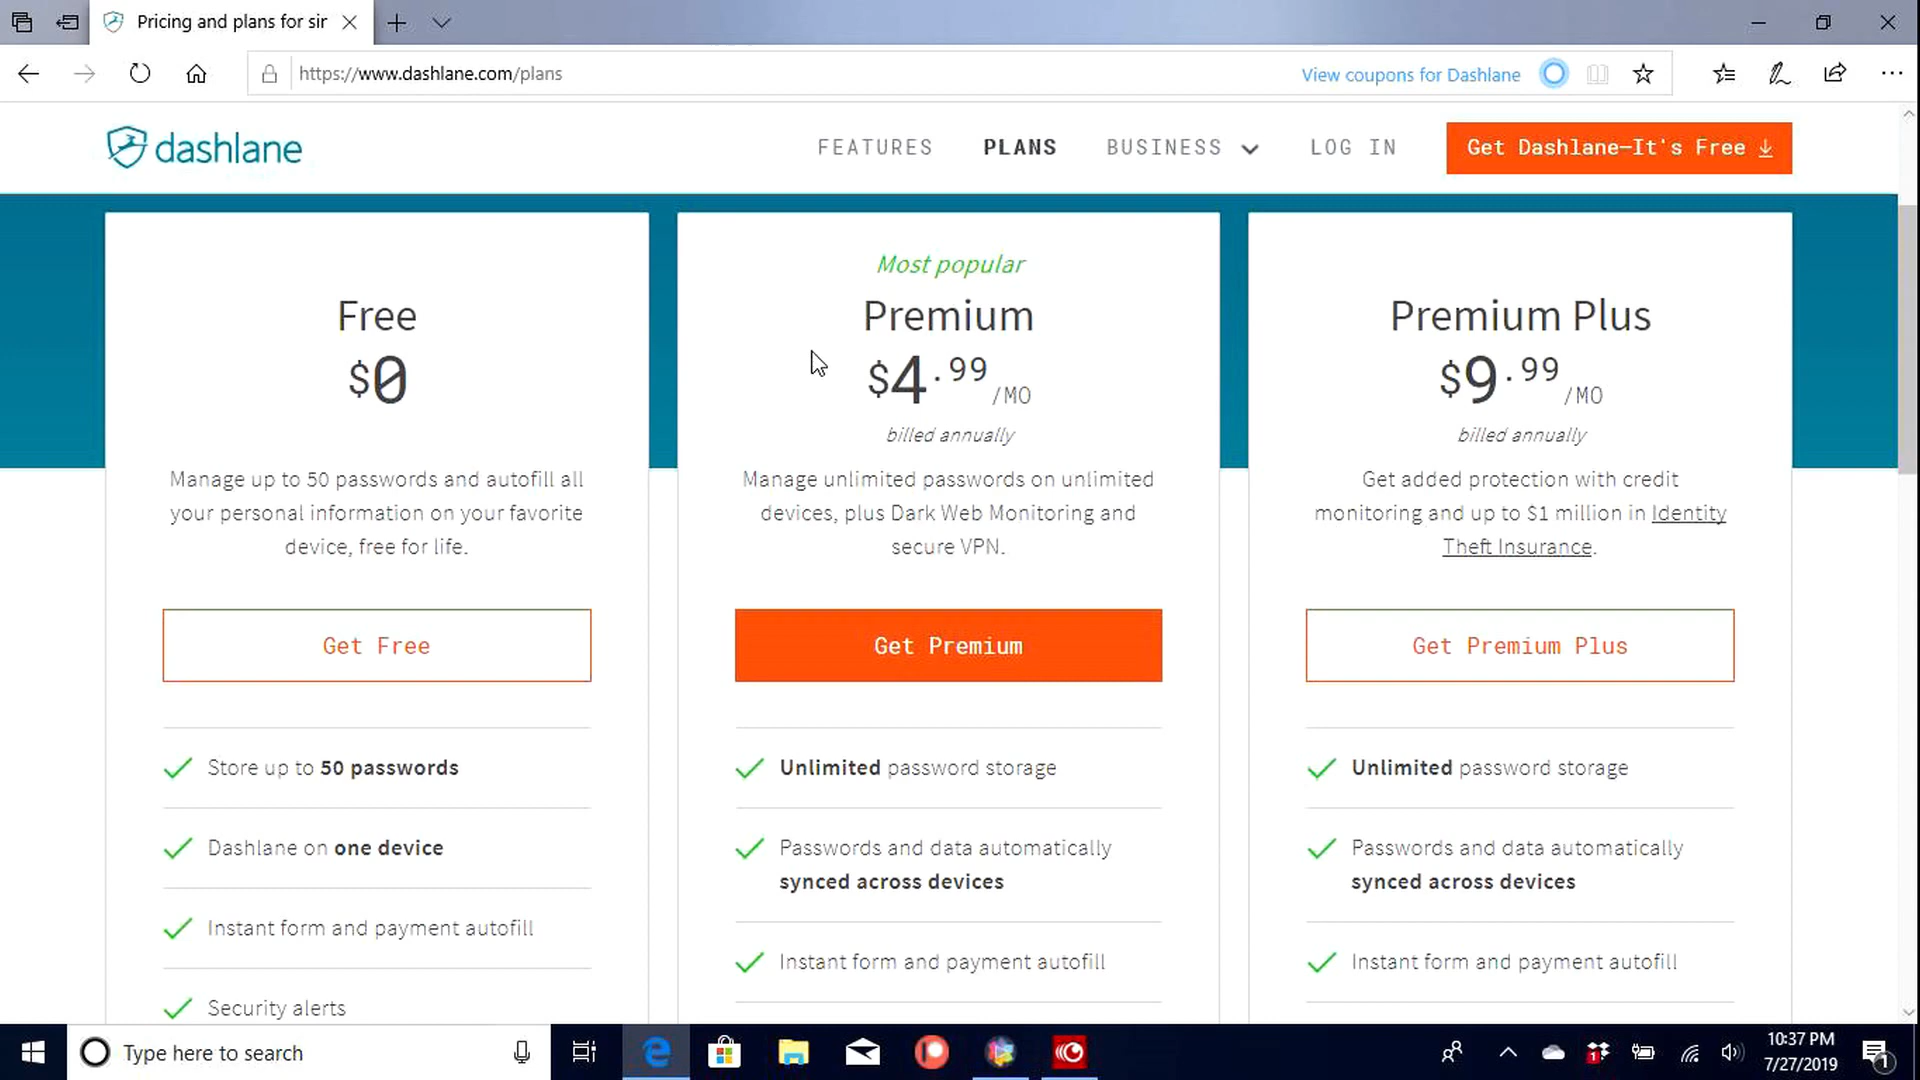 Pricing and plans for sir
https://www.dashlane.com/plans
View coupons for Dashlane
dashlane
FEATURES
PLANS
BUSINESS
LOG IN
Get Dashlane—It's Free
Free
$0
Manage up to 50 passwords and autofill all
your personal information on your favorite
device, free for life.
Get Free
Store up to 50 passwords
Dashlane on one device
Instant form and payment autofill
Security alerts
Most popular
Premium
$4.99 /MO
billed annually
Manage unlimited passwords on unlimited
devices, plus Dark Web Monitoring and
secure VPN.
Get Premium
Unlimited password storage
Passwords and data automatically
synced across devices
Instant form and payment autofill
Premium Plus
$9.99 /MO
billed annually
Get added protection with credit
monitoring and up to $1 million in Identity
Theft Insurance.
Get Premium Plus
Unlimited password storage
Passwords and data automatically
synced across devices
Instant form and payment autofill
Type here to search
1
10:37 PM
7/27/2019
1